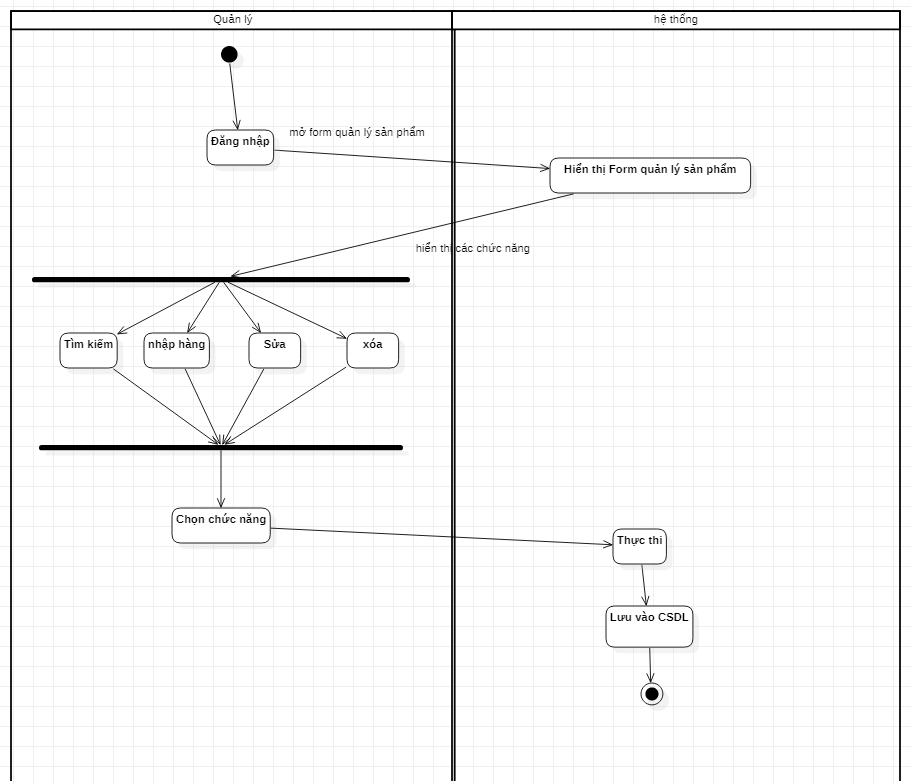 Quản lý
hệ thống
Đăng nhập
mở form quản lý sản phẩm
Hiển thị Form quản lý sản phẩm
hiển thị các chức năng
Tìm kiếm
nhập hàng
Sửa
xóa
Chọn chức năng
Thực thi
Lưu vào CSDL